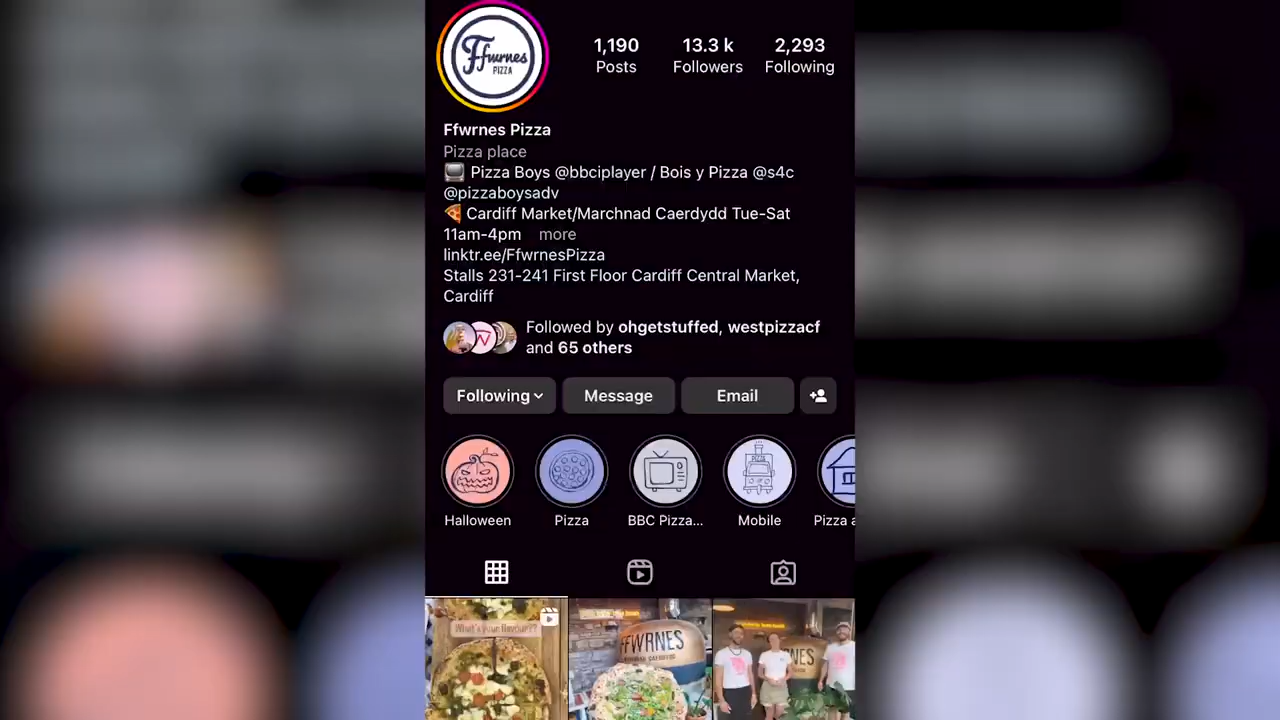 Ffwrnes
PIZZA
1,190
Posts
13.3 k
Followers
2,293
Following
Ffwrnes Pizza
Pizza place
📺 Pizza Boys @bbciplayer / Bois y Pizza @s4c
@pizzaboysadv
🍕 Cardiff Market/Marchnad Caerdydd Tue-Sat
11am-4pm more
linktr.ee/FfwrnesPizza
Stalls 231-241 First Floor Cardiff Central Market,
Cardiff
Followed by ohgetstuffed, westpizzacf
and 65 others
Following
Message
Email
PIZZA
Halloween
Pizza
BBC Pizza...
Mobile
Pizza a
What's your flavour??
FFWRNES
NES